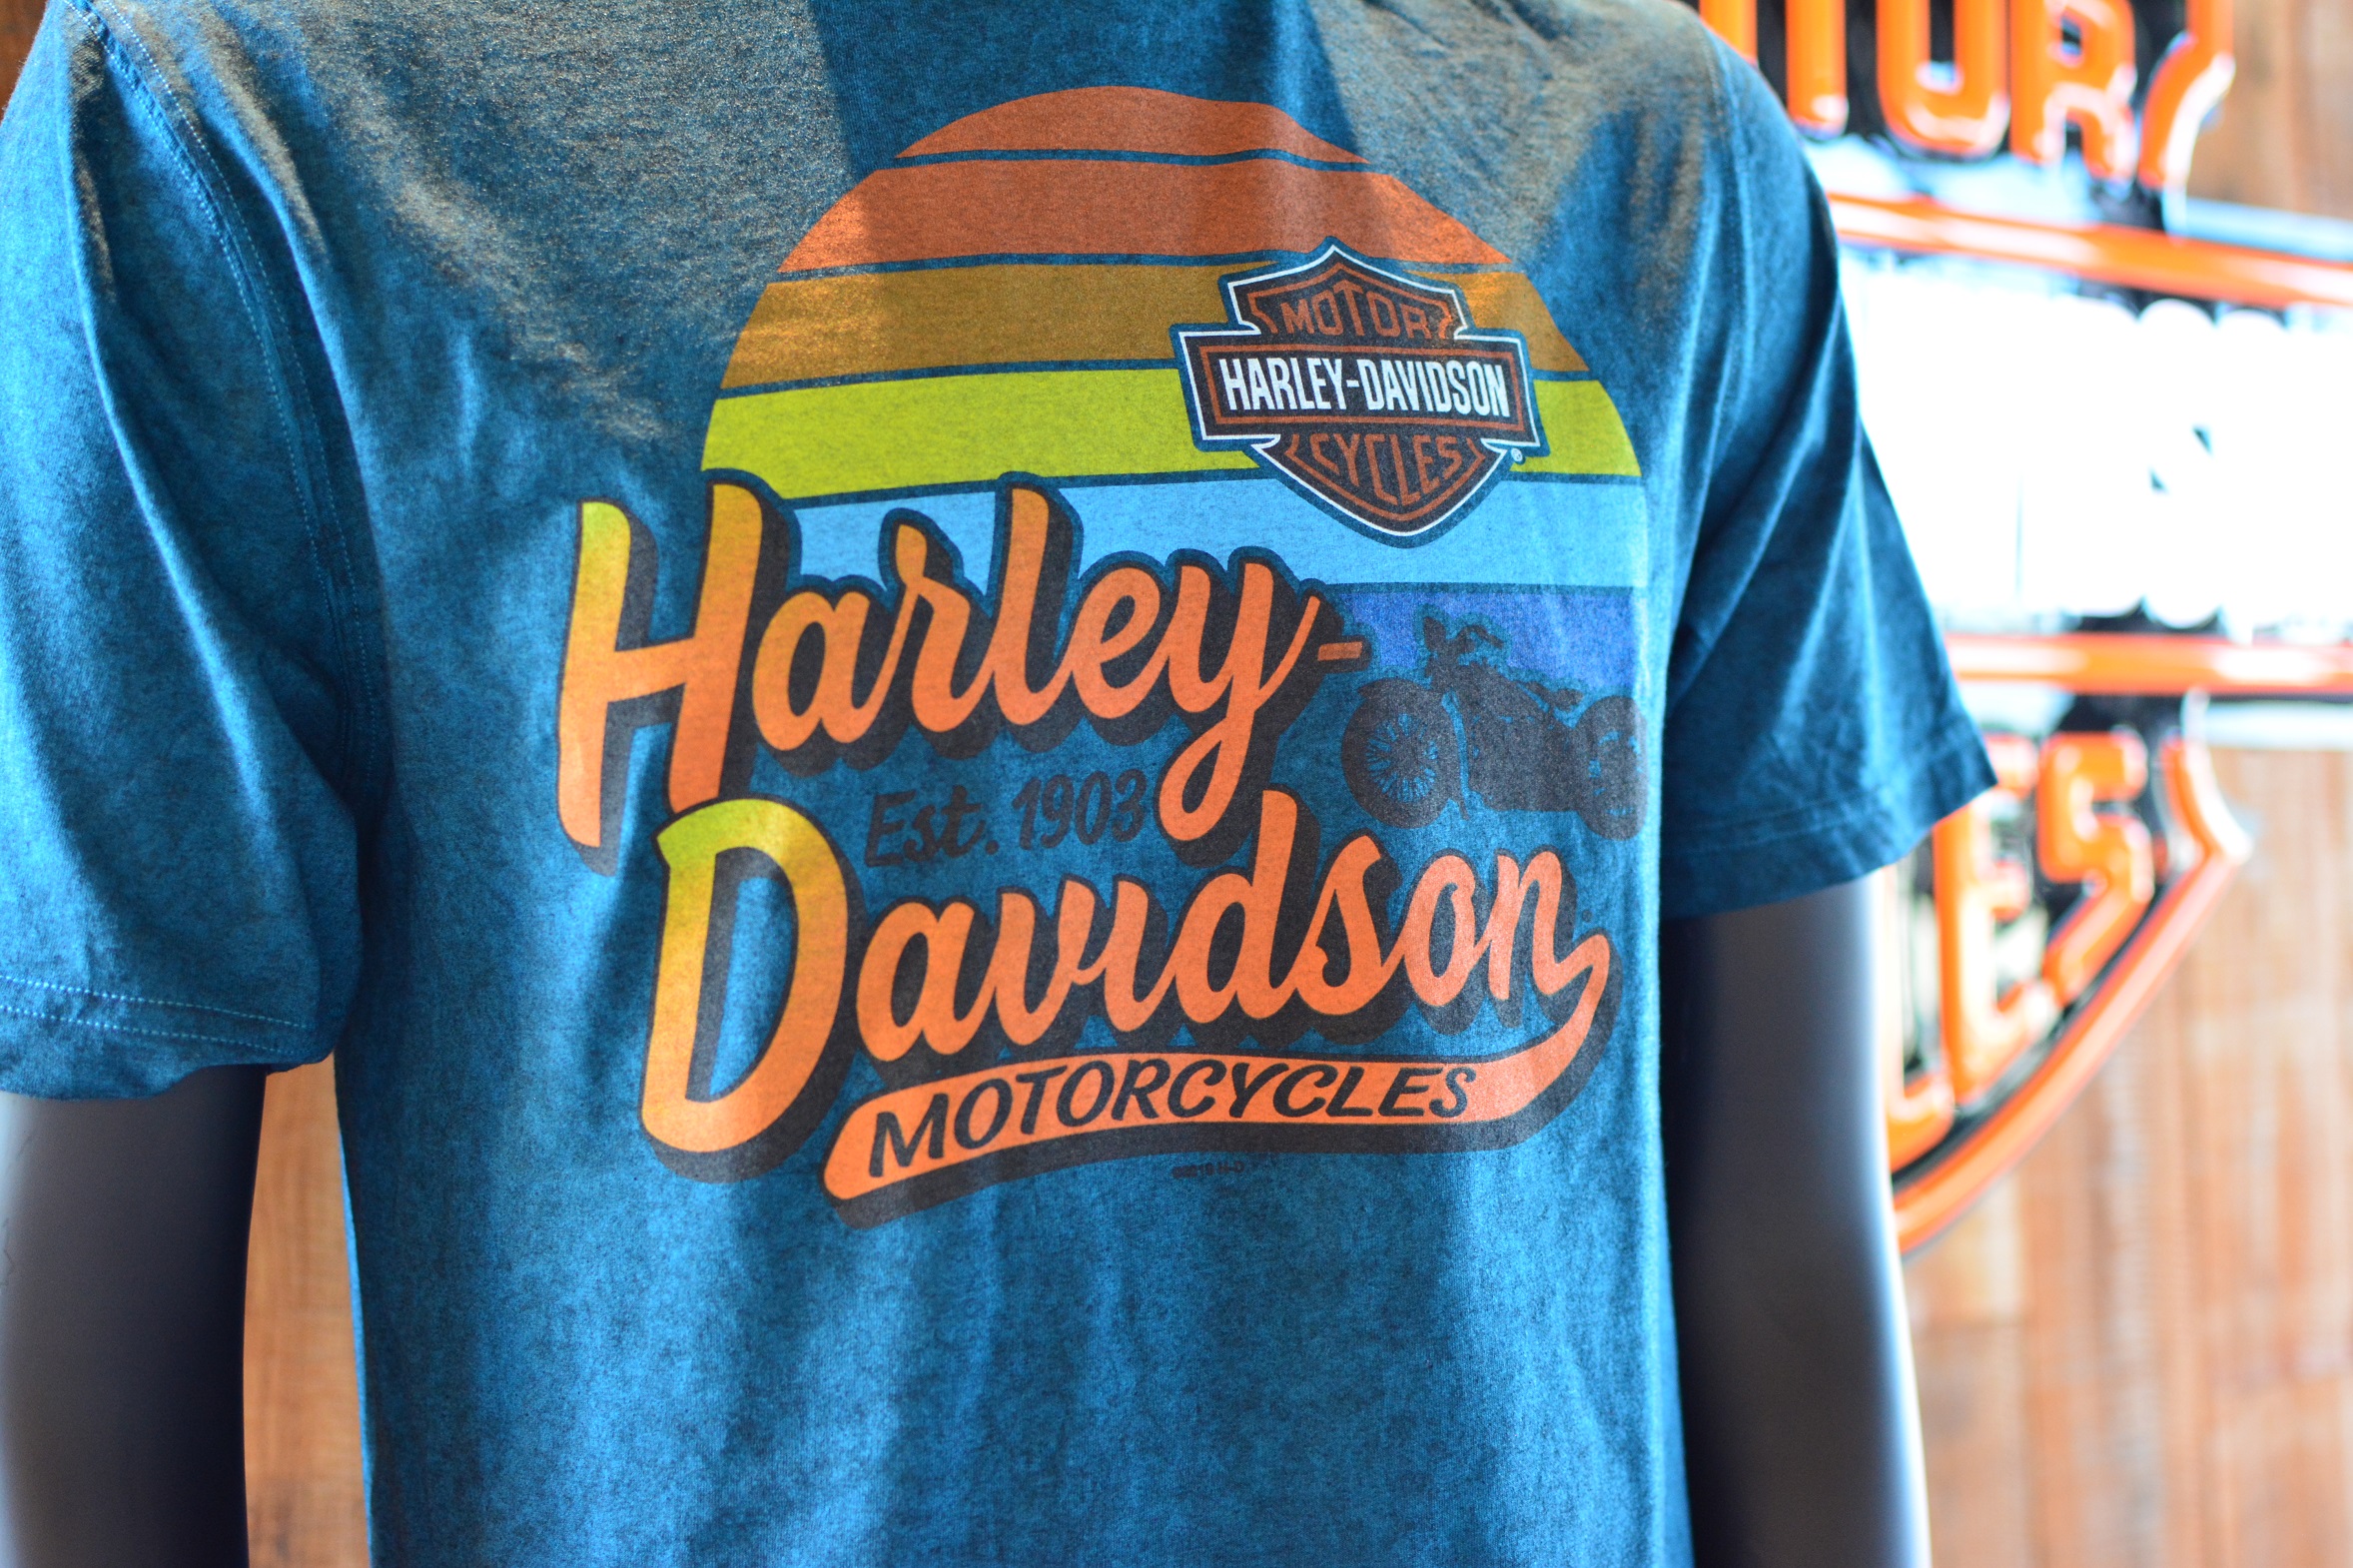 MOTOR
HARLEY-DAVIDSON
CYCLES
®
Harley-
Est. 1903
Davidson
MOTORCYCLES